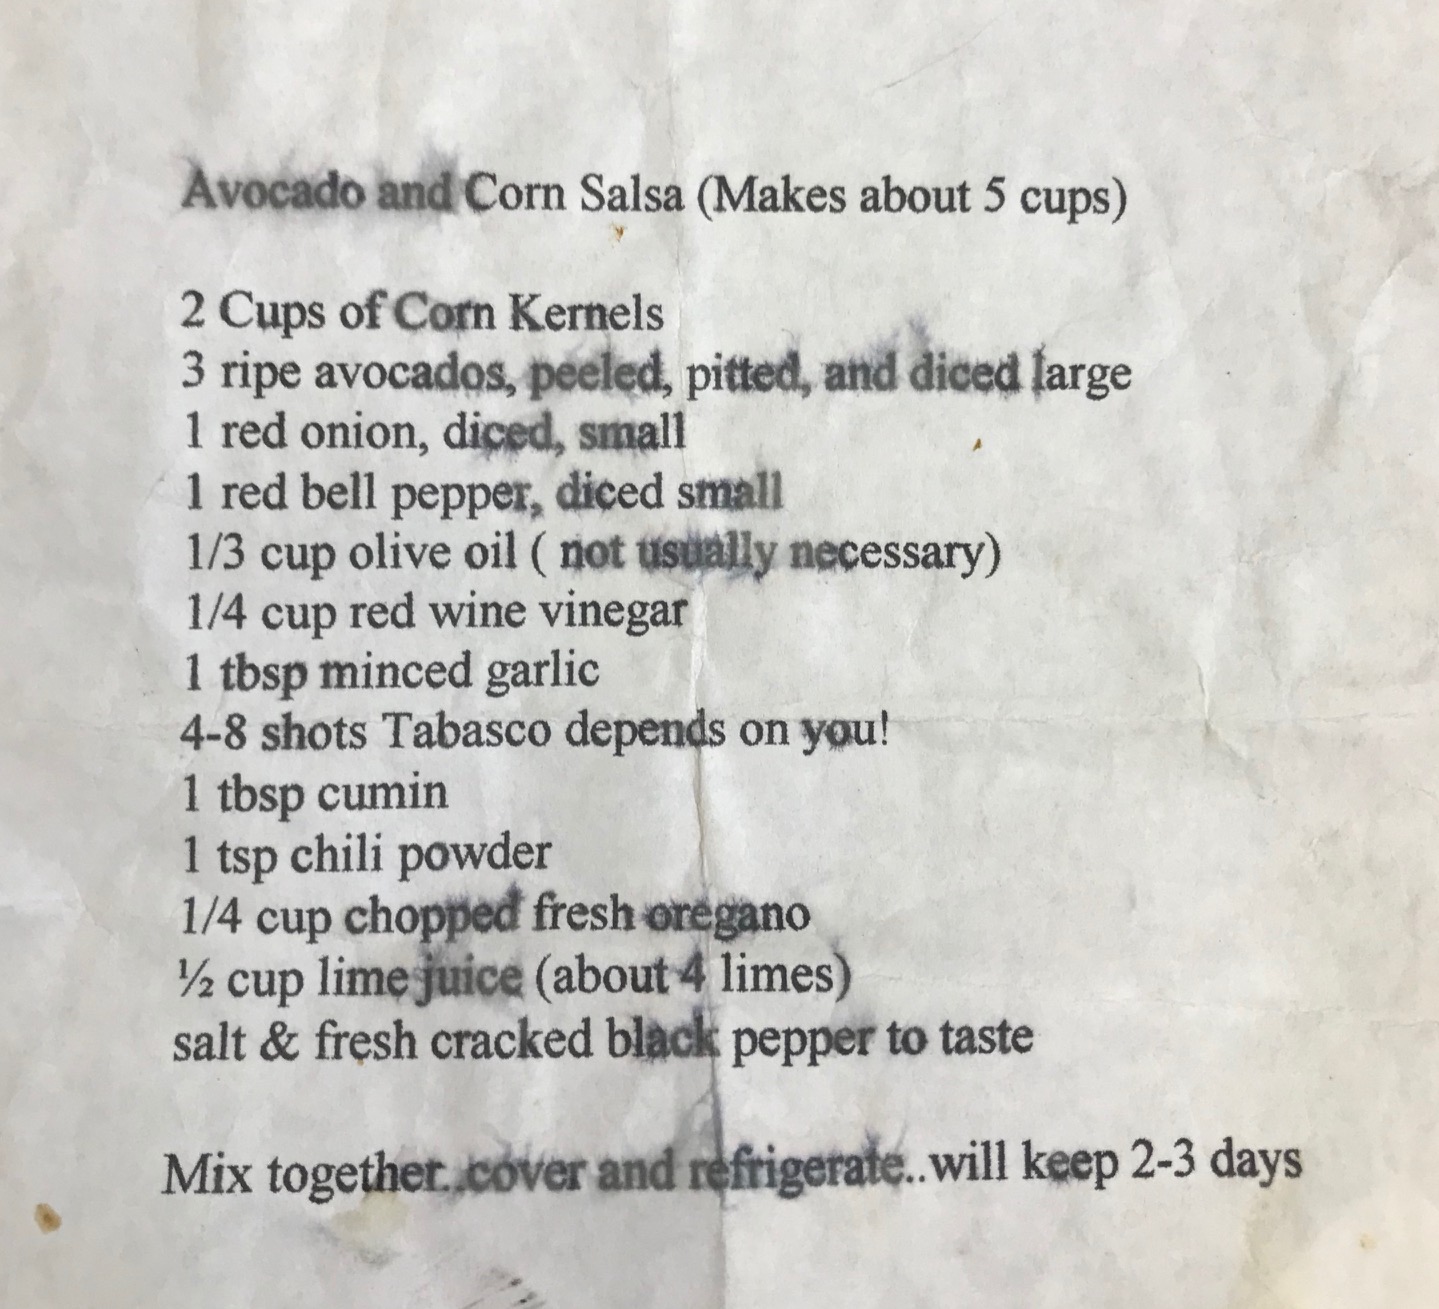 Avocado and Corn Salsa (Makes about 5 cups)
2 Cups of Corn Kernels
3 ripe avocados, peeled, pitted, and diced large
1 red onion, diced, small
1 red bell pepper, diced small
1/3 cup olive oil ( not usually necessary)
1/4 cup red wine vinegar
1 tbsp minced garlic
4-8 shots Tabasco depends on you!
1 tbsp cumin
1 tsp chili powder
1/4 cup chopped fresh oregano
½ cup lime juice (about 4 limes)
salt & fresh cracked black pepper to taste
Mix together..cover and refrigerate..will keep 2-3 days